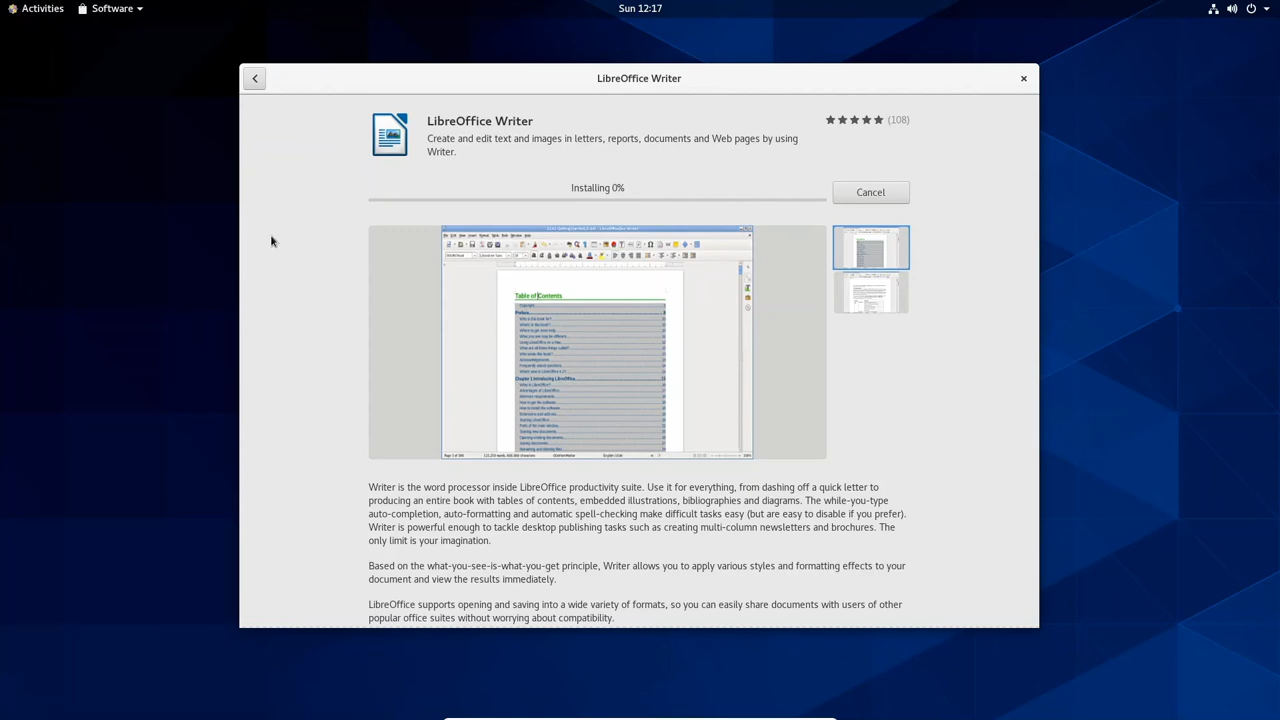 Activities
Software
Sun 12:17
LibreOffice Writer
LibreOffice Writer
(108)
Create and edit text and images in letters, reports, documents and Web pages by using
Writer.
Installing 0%
Cancel
Table of Contents
Preface
Chapter 1 Introducing LibreOffice
Writer is the word processor inside LibreOffice productivity suite. Use it for everything, from dashing off a quick letter to
producing an entire book with tables of contents, embedded illustrations, bibliographies and diagrams. The while-you-type
auto-completion, auto-formatting and automatic spell-checking make difficult tasks easy (but are easy to disable if you prefer).
Writer is powerful enough to tackle desktop publishing tasks such as creating multi-column newsletters and brochures. The
only limit is your imagination.
Based on the what-you-see-is-what-you-get principle, Writer allows you to apply various styles and formatting effects to your
document and view the results immediately.
LibreOffice supports opening and saving into a wide variety of formats, so you can easily share documents with users of other
popular office suites without worrying about compatibility.